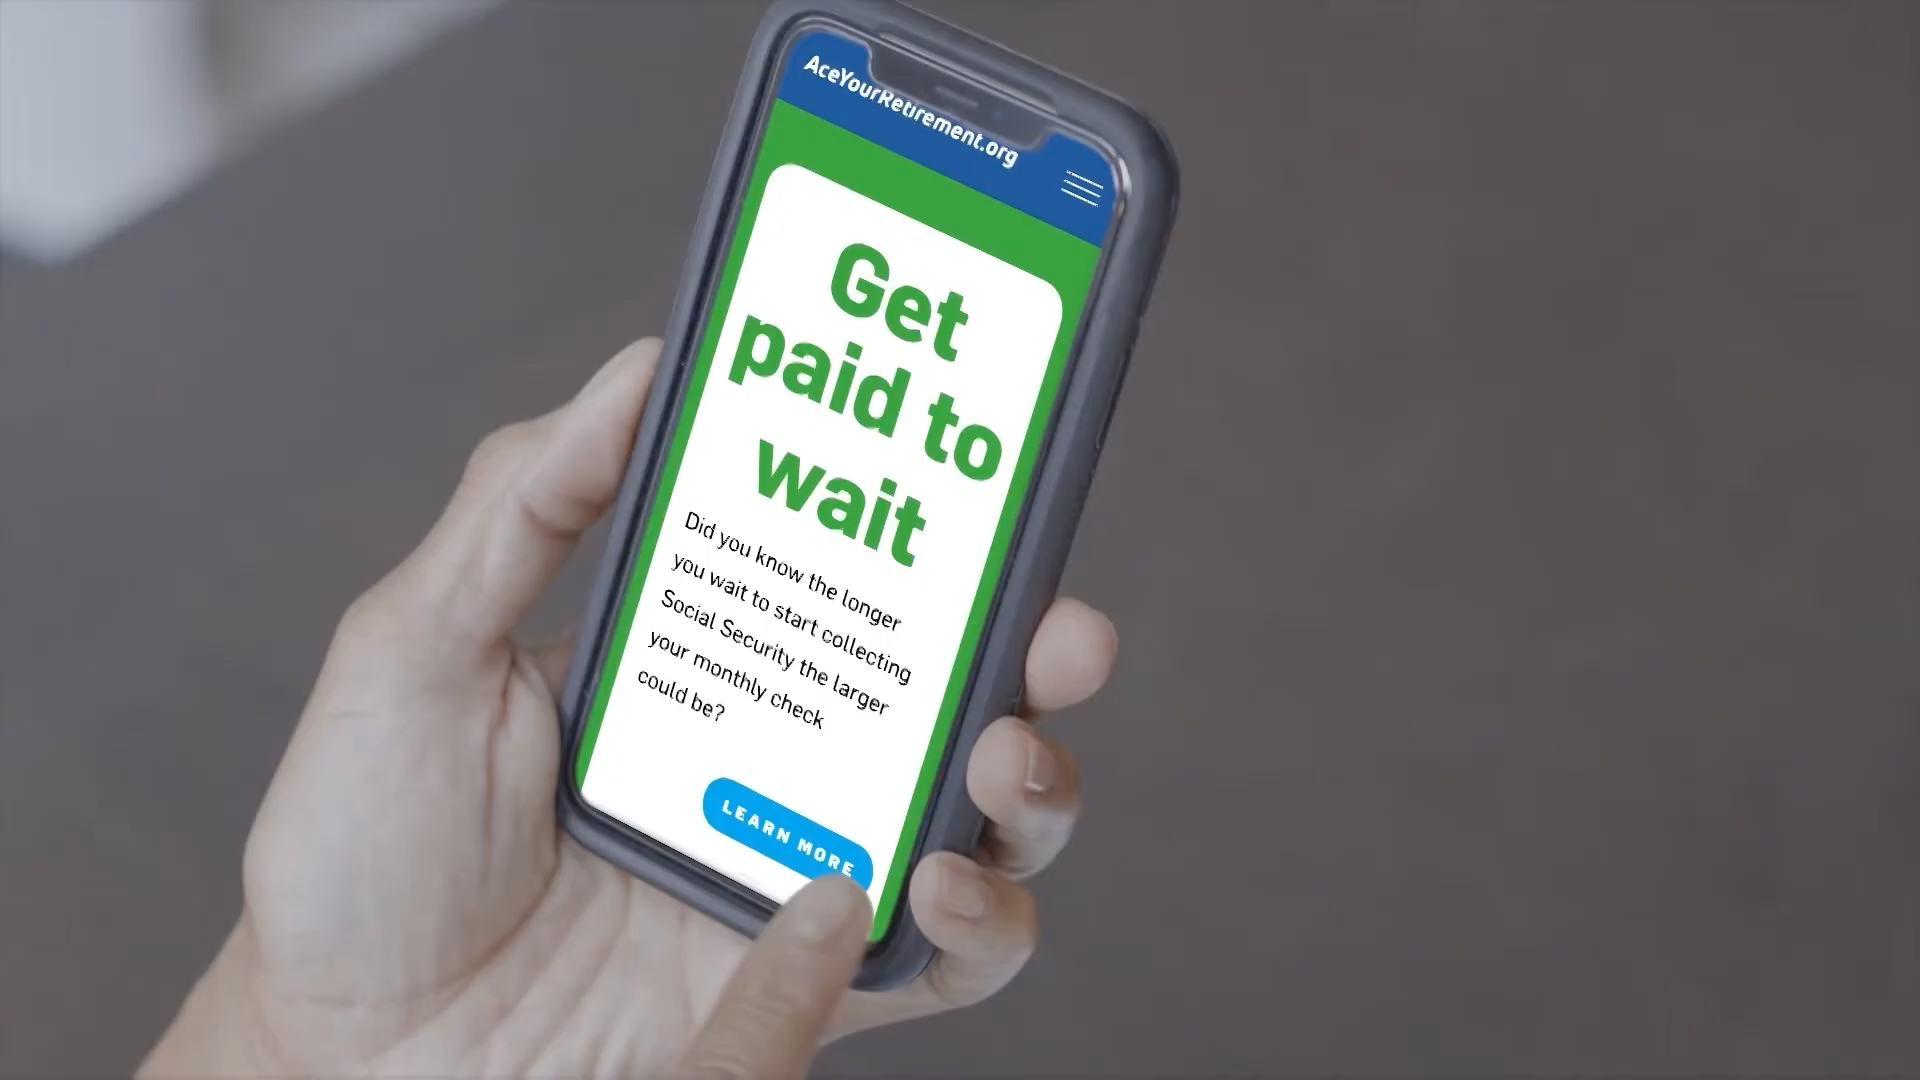 AceYourRetirement.org
Get
paid to
wait
Did you know the longer
you wait to start collecting
Social Security the larger
your monthly check
could be?
LEARN MORE